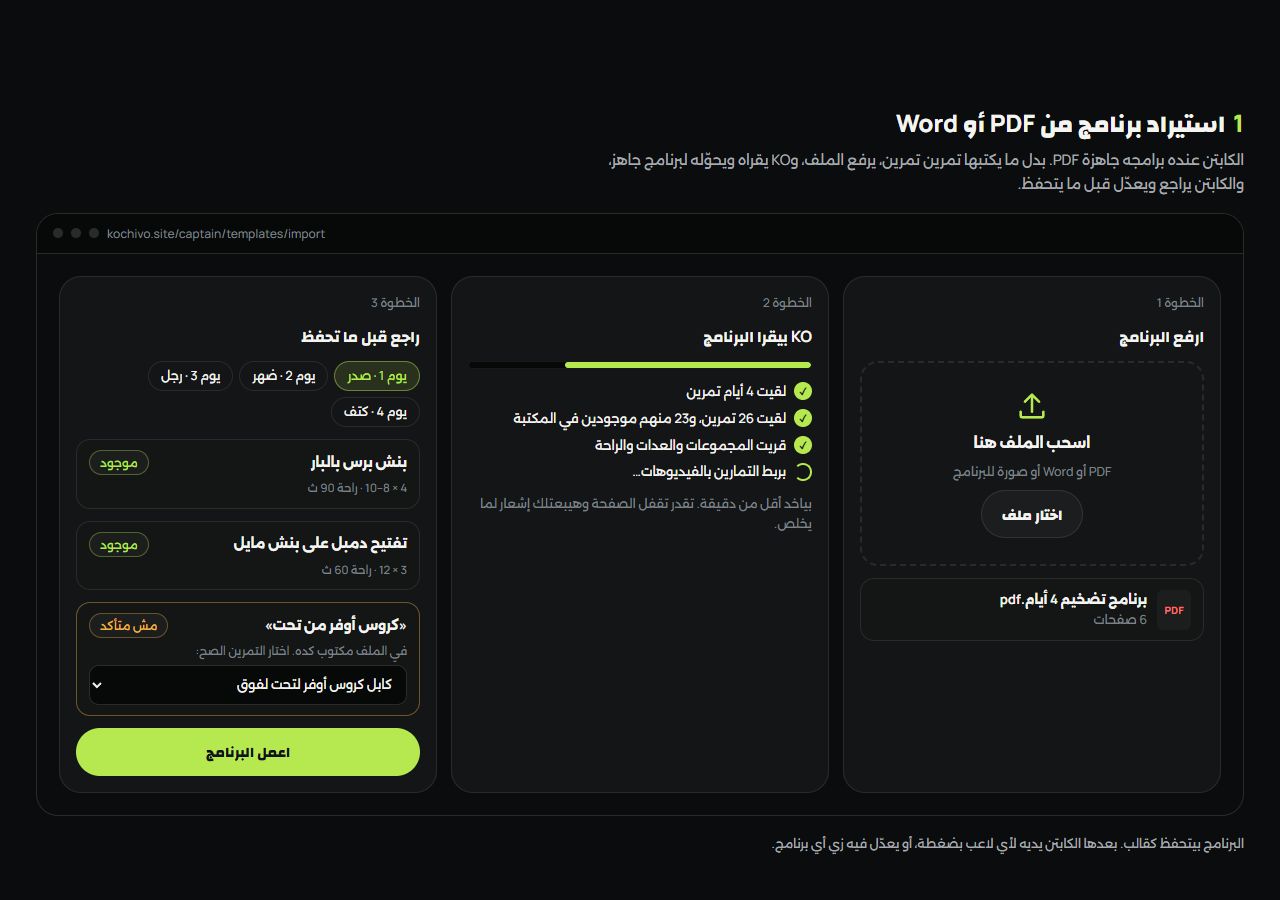 1 استيراد برنامج من PDF أو Word
الكابتن عنده برامجه جاهزة PDF. بدل ما يكتبها تمرين تمرين، يرفع الملف، وKO يقراه ويحوّله لبرنامج جاهز،
والكابتن يراجع ويعدّل قبل ما يتحفظ.
kochivo.site/captain/templates/import
الخطوة 1
ارفع البرنامج
اسحب الملف هنا
PDF أو Word أو صورة للبرنامج
اختار ملف
PDF
برنامج تضخيم 4 أيام.pdf
6 صفحات
الخطوة 2
KO بيقرا البرنامج
لقيت 4 أيام تمرين
لقيت 26 تمرين، و23 منهم موجودين في المكتبة
قريت المجموعات والعدات والراحة
بربط التمارين بالفيديوهات...
بياخد أقل من دقيقة. تقدر تقفل الصفحة وهيبعتلك إشعار لما
يخلص.
الخطوة 3
راجع قبل ما تحفظ
يوم 1 · صدر
يوم 2 · ضهر
يوم 3 · رجل
يوم 4 · كتف
بنش برس بالبار
موجود
4 × 8–10 · راحة 90 ث
تفتيح دمبل على بنش مايل
موجود
3 × 12 · راحة 60 ث
«كروس أوفر من تحت»
مش متأكد
في الملف مكتوب كده. اختار التمرين الصح:
كابل كروس أوفر لتحت لفوق
اعمل البرنامج
البرنامج بيتحفظ كقالب. بعدها الكابتن يديه لأي لاعب بضغطة، أو يعدّل فيه زي أي برنامج.